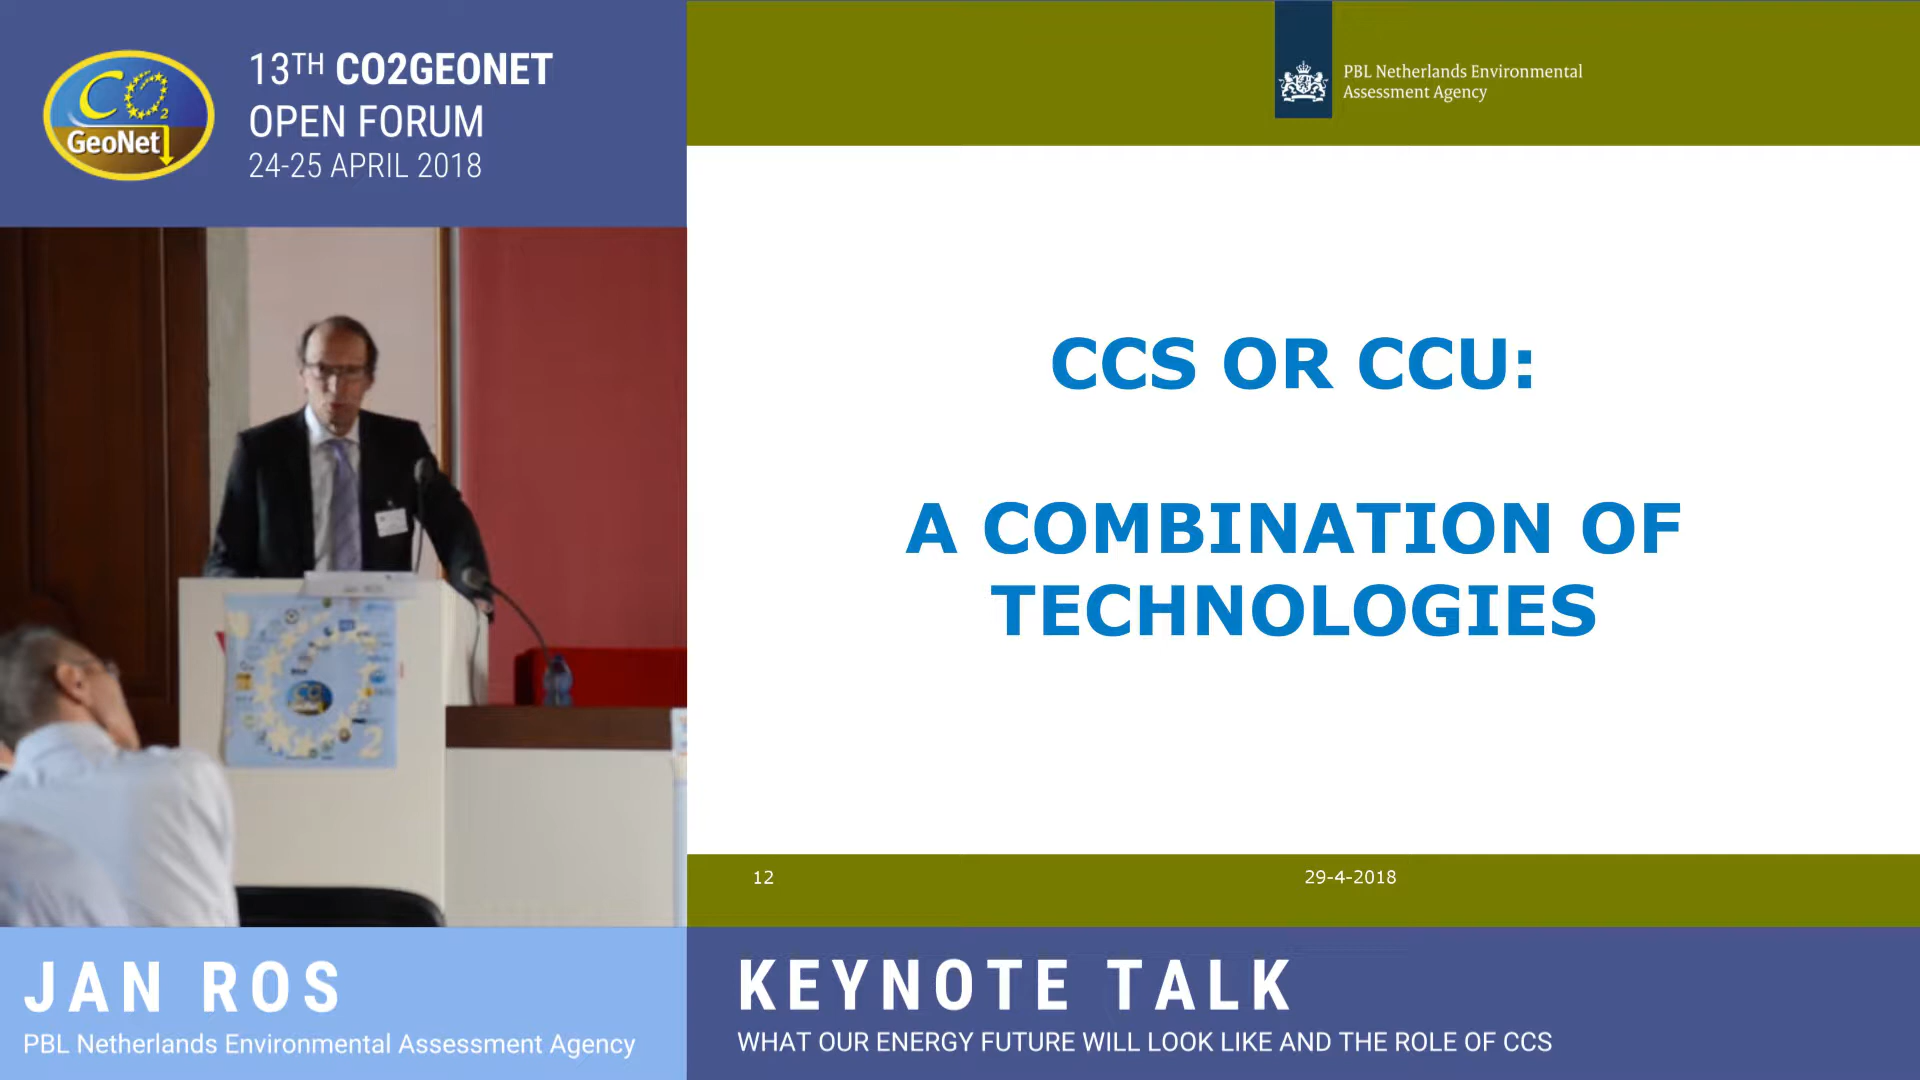 CO2
GeoNet
13TH CO2GEONET
OPEN FORUM
24-25 APRIL 2018
PBL Netherlands Environmental
Assessment Agency
CCS OR CCU:
A COMBINATION OF
TECHNOLOGIES
12
29-4-2018
JAN ROS
PBL Netherlands Environmental Assessment Agency
KEYNOTE TALK
WHAT OUR ENERGY FUTURE WILL LOOK LIKE AND THE ROLE OF CCS